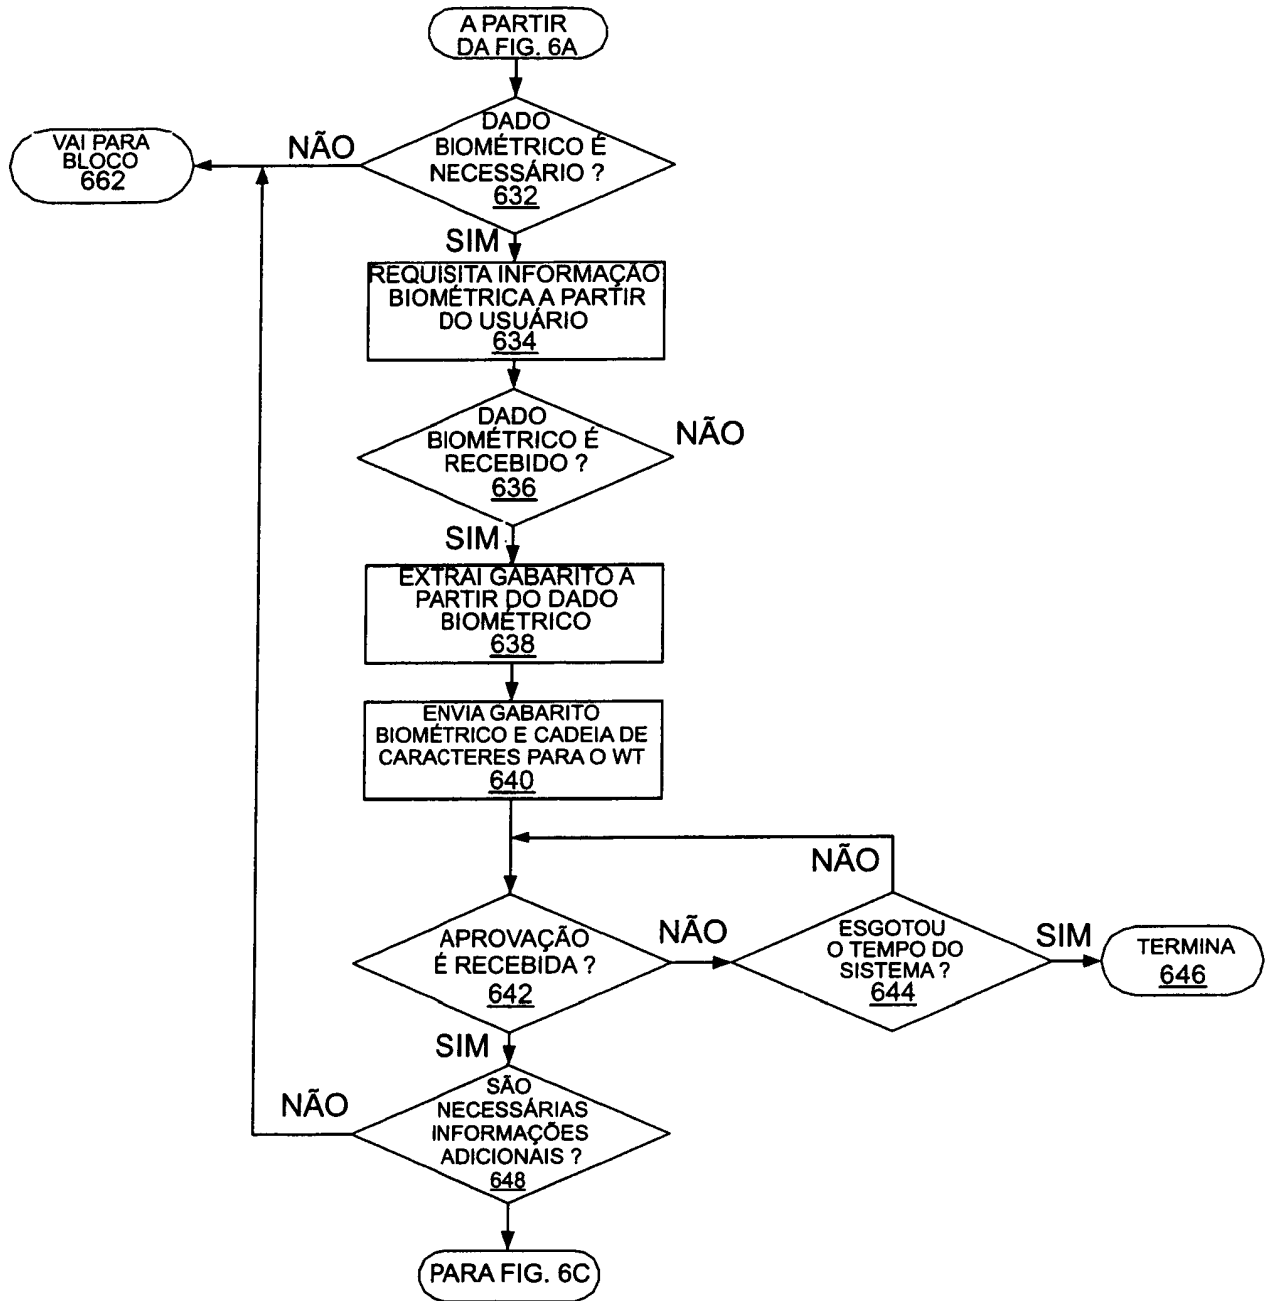 A PARTIR
DA FIG. 6A
DADO
BIOMÉTRICO É
NECESSÁRIO ?
632
NÃO
VAI PARA
BLOCO
662
SIM
REQUISITA INFORMAÇÃO
BIOMÉTRICA A PARTIR
DO USUÁRIO
634
DADO
BIOMÉTRICO É
RECEBIDO ?
636
NÃO
SIM
EXTRAI GABARITO A
PARTIR DO DADO
BIOMÉTRICO
638
ENVIA GABARITO
BIOMÉTRICO E CADEIA DE
CARACTERES PARA O WT
640
NÃO
APROVAÇÃO
É RECEBIDA ?
642
NÃO
ESGOTOU
O TEMPO DO
SISTEMA ?
644
SIM
TERMINA
646
SIM
NÃO
SÃO
NECESSÁRIAS
INFORMAÇÕES
ADICIONAIS ?
648
PARA FIG. 6C